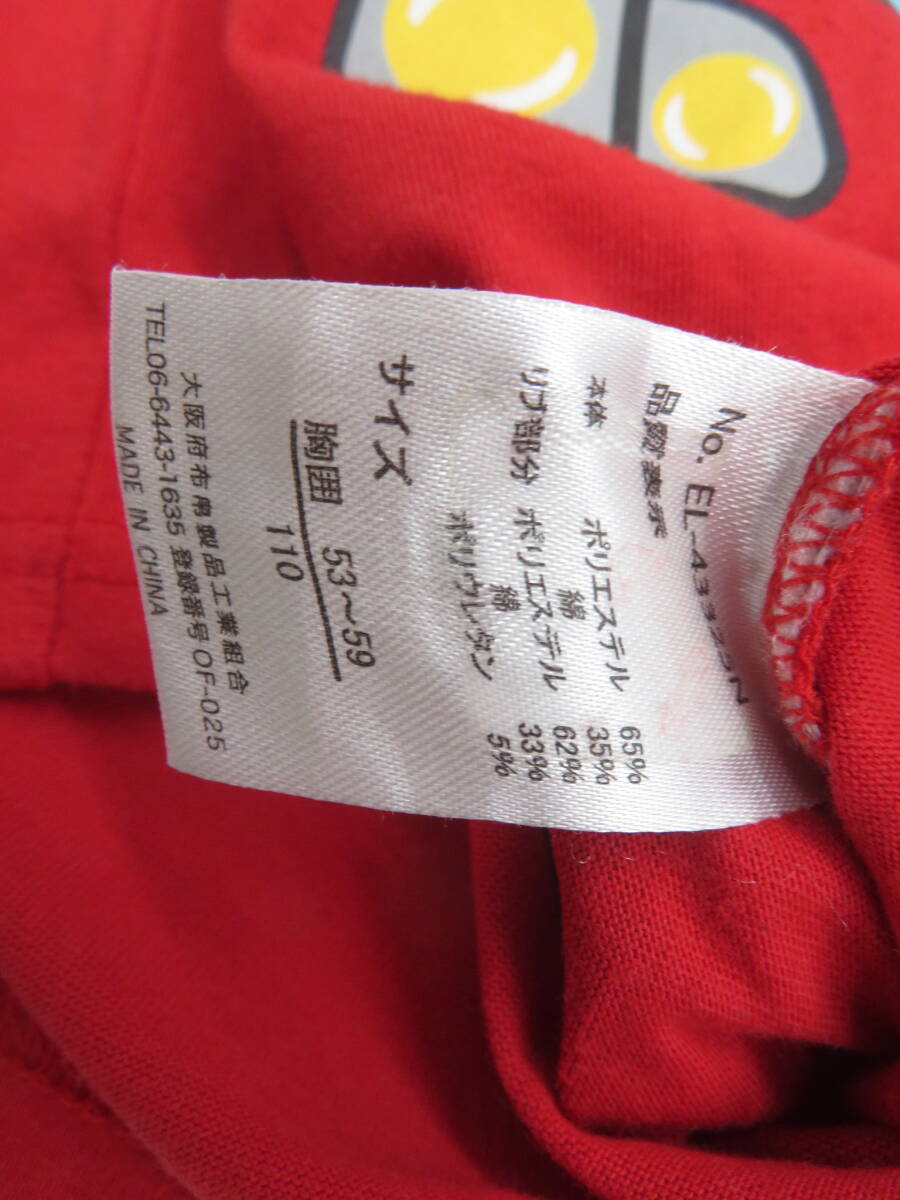 No.
品質表示
本体 ポリエステル 65%
綿 35%
リブ部分 ポリエステル 62%
綿 33%
ポリウレタン 5%
サイズ
胸囲 53〜59
110
大阪府布帛製品工業組合
TEL06-6443-1635 登録番号OF-025
MADE IN CHINA